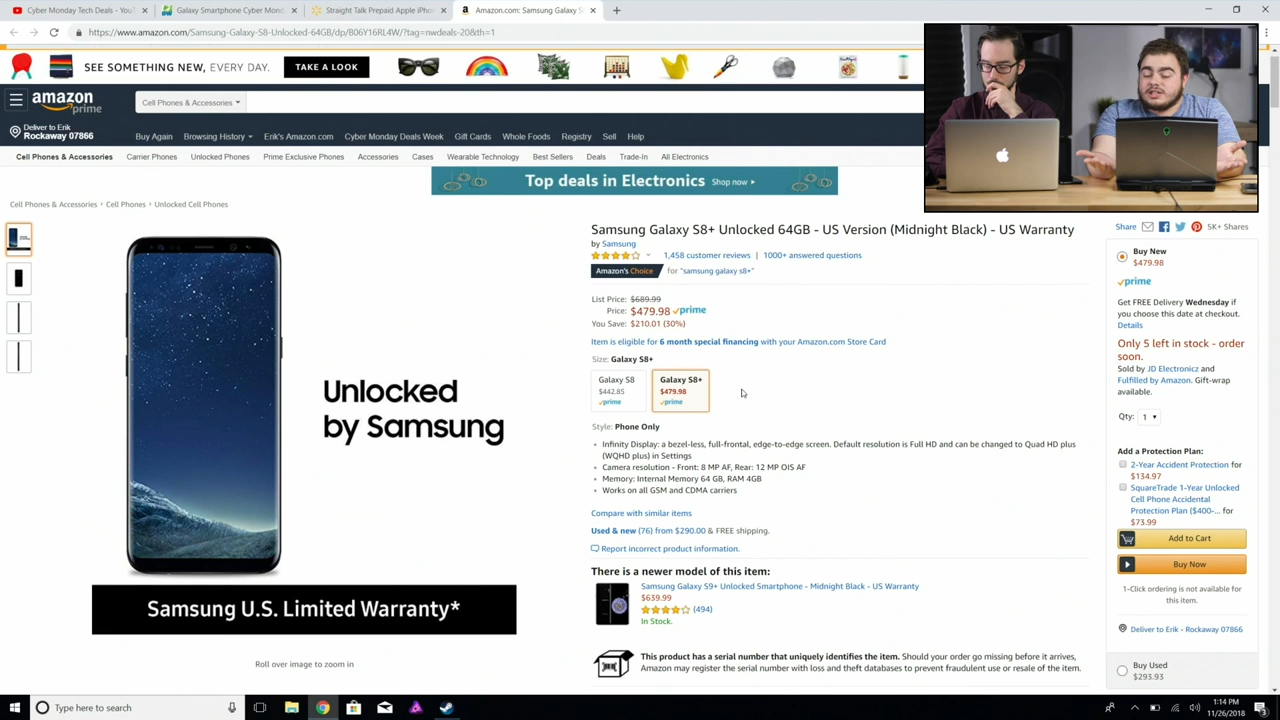 Cyber Monday Tech Deals - YouT
Galaxy Smartphone Cyber Mond
Straight Talk Prepaid Apple iPho
Amazon.com: Samsung Galaxy S
https://www.amazon.com/Samsung-Galaxy-S8-Unlocked-64GB/dp/B06Y16RL4W/?tag=nwdeals-20&th=1
SEE SOMETHING NEW, EVERY DAY.
TAKE A LOOK
amazon
prime
Cell Phones & Accessories
Deliver to Erik
Rockaway 07866
Buy Again
Browsing History
Erik's Amazon.com
Cyber Monday Deals Week
Gift Cards
Whole Foods
Registry
Sell
Help
Cell Phones & Accessories
Carrier Phones
Unlocked Phones
Prime Exclusive Phones
Accessories
Cases
Wearable Technology
Best Sellers
Deals
Trade-In
All Electronics
Top deals in Electronics Shop now
Cell Phones & Accessories › Cell Phones › Unlocked Cell Phones
Unlocked
by Samsung
Samsung U.S. Limited Warranty*
Roll over image to zoom in
Samsung Galaxy S8+ Unlocked 64GB - US Version (Midnight Black) - US Warranty
by Samsung
1,458 customer reviews | 1000+ answered questions
Amazon's Choice for "samsung galaxy s8+"
List Price: $689.99
Price: $479.98 prime
You Save: $210.01 (30%)
Item is eligible for 6 month special financing with your Amazon.com Store Card
Size: Galaxy S8+
Galaxy S8
$442.85
prime
Galaxy S8+
$479.98
prime
Style: Phone Only
Infinity Display: a bezel-less, full-frontal, edge-to-edge screen. Default resolution is Full HD and can be changed to Quad HD plus
(WQHD plus) in Settings
Camera resolution - Front: 8 MP AF, Rear: 12 MP OIS AF
Memory: Internal Memory 64 GB, RAM 4GB
Works on all GSM and CDMA carriers
Compare with similar items
Used & new (76) from $290.00 & FREE shipping.
Report incorrect product information.
There is a newer model of this item:
Samsung Galaxy S9+ Unlocked Smartphone - Midnight Black - US Warranty
$639.99
(494)
In Stock.
This product has a serial number that uniquely identifies the item. Should your order go missing before it arrives,
Amazon may register the serial number with loss and theft databases to prevent fraudulent use or resale of the item.
Share
5K+ Shares
Buy New
$479.98
prime
Get FREE Delivery Wednesday if
you choose this date at checkout.
Details
Only 5 left in stock - order
soon.
Sold by JD Electronicz and
Fulfilled by Amazon. Gift-wrap
available.
Qty: 1
Add a Protection Plan:
2-Year Accident Protection for
$134.97
SquareTrade 1-Year Unlocked
Cell Phone Accidental
Protection Plan ($400-... for
$73.99
Add to Cart
Buy Now
1-Click ordering is not available for
this item.
Deliver to Erik - Rockaway 07866
Buy Used
$293.93
Type here to search
1:14 PM
11/26/2018
3